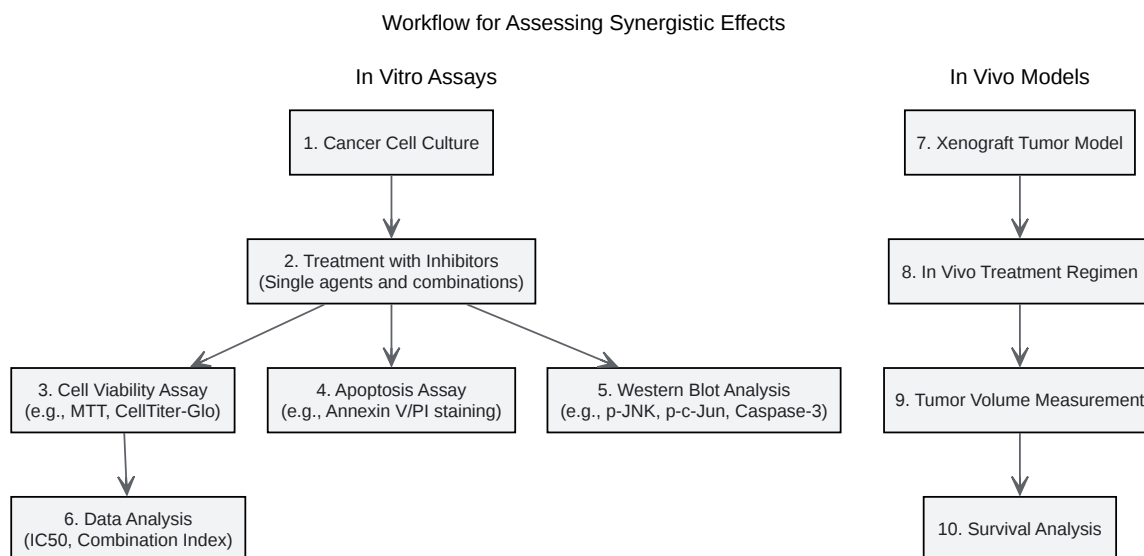 Workflow for Assessing Synergistic Effects
In Vitro Assays
1. Cancer Cell Culture
2. Treatment with Inhibitors
(Single agents and combinations)
3. Cell Viability Assay
(e.g., MTT, CellTiter-Glo)
4. Apoptosis Assay
(e.g., Annexin V/PI staining)
5. Western Blot Analysis
(e.g., p-JNK, p-c-Jun, Caspase-3)
6. Data Analysis
(IC50, Combination Index)
In Vivo Models
7. Xenograft Tumor Model
8. In Vivo Treatment Regimen
9. Tumor Volume Measurement
10. Survival Analysis